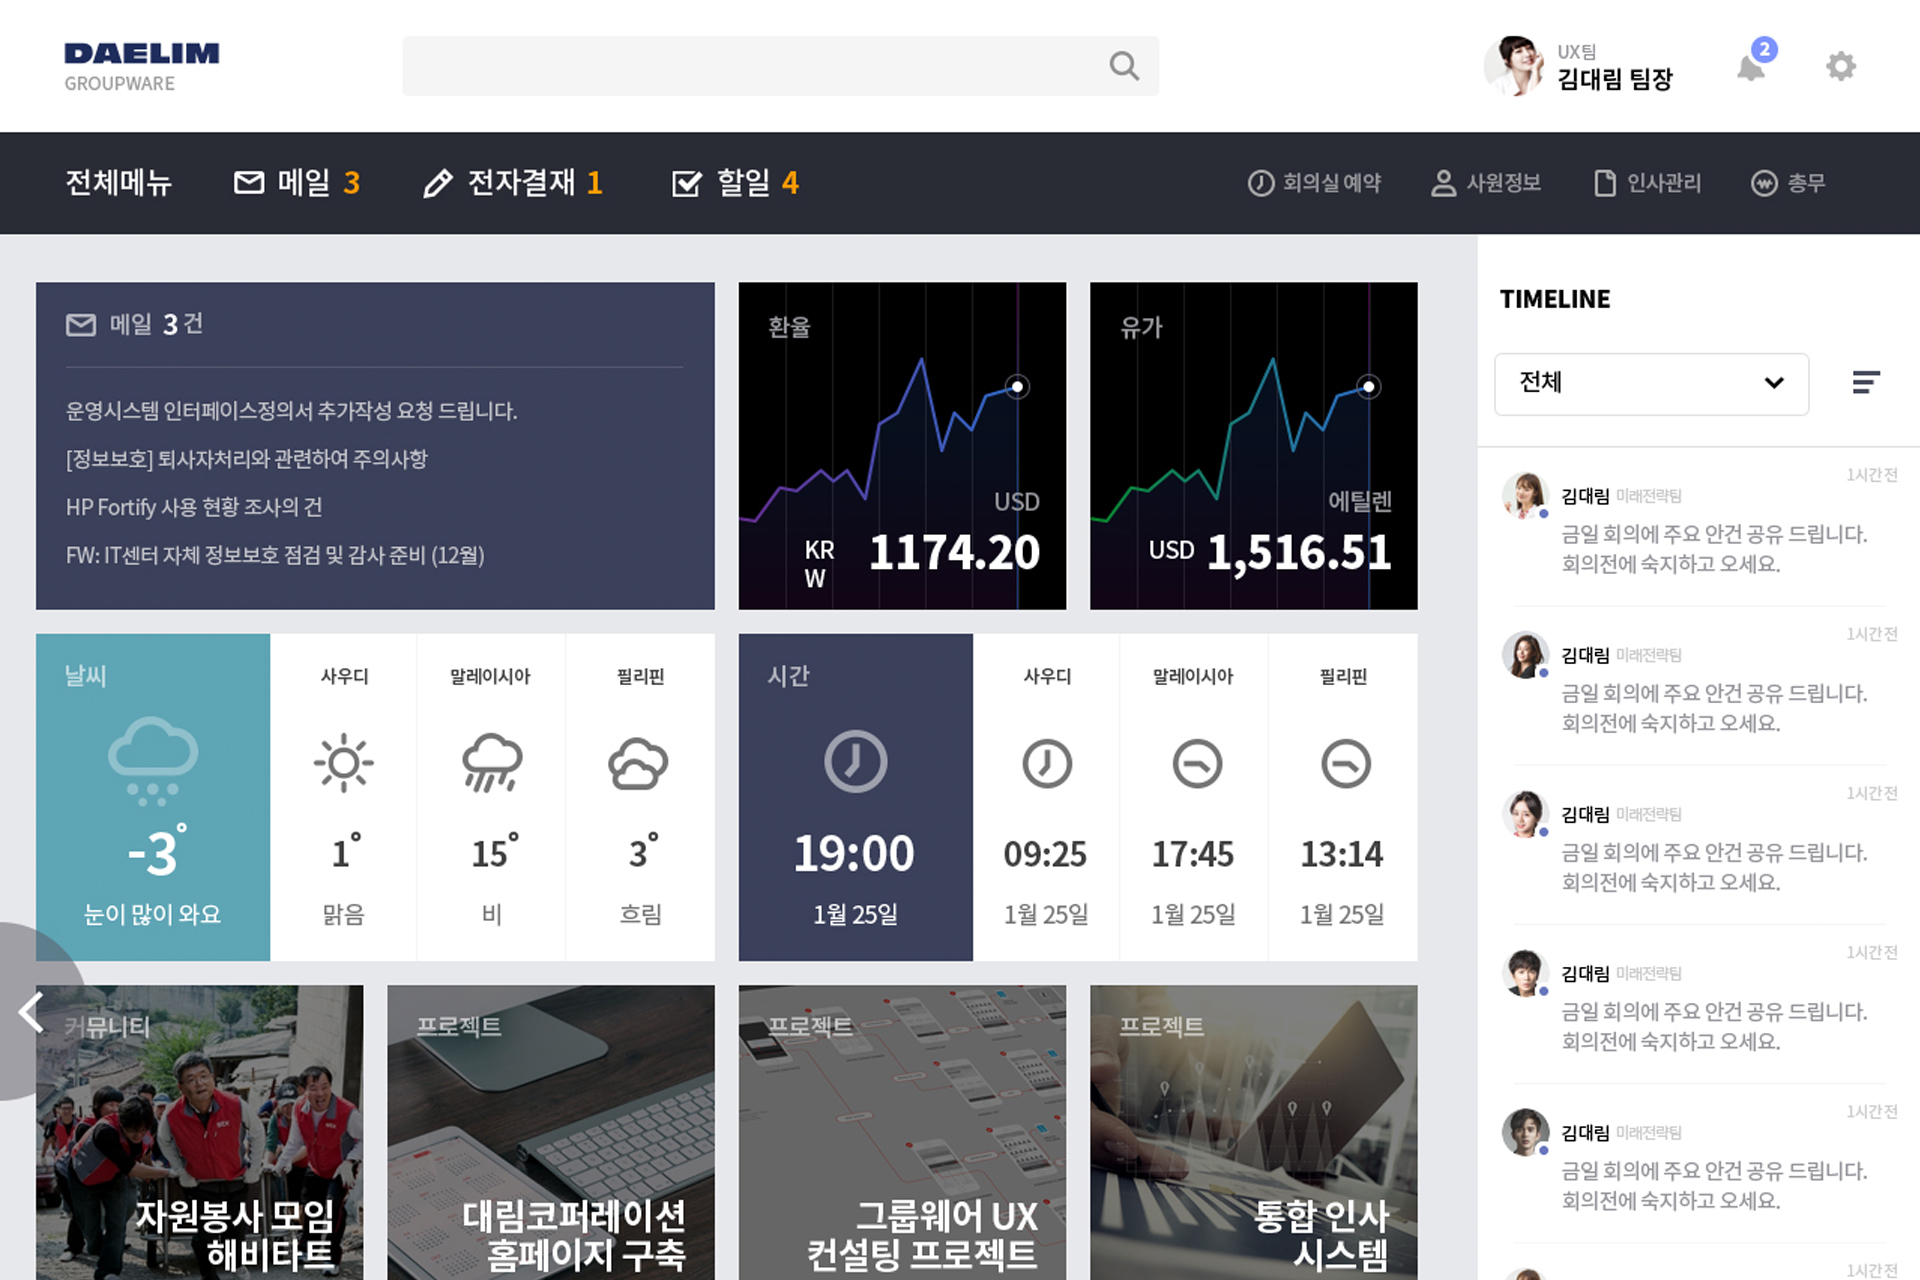 DAELIM
GROUPWARE
UX팀
김대림 팀장
2
전체메뉴
메일 3
전자결재 1
할일 4
회의실 예약
사원정보
인사관리
총무
메일 3건
운영시스템 인터페이스정의서 추가작성 요청 드립니다.
[정보보호] 퇴사자처리와 관련하여 주의사항
HP Fortify 사용 현황 조사의 건
FW: IT센터 자체 정보보호 점검 및 감사 준비 (12월)
환율
USD
KR
W
1174.20
유가
에틸렌
USD 1,516.51
날씨
-3°
눈이 많이 와요
사우디
1°
맑음
말레이시아
15°
비
필리핀
3°
흐림
시간
19:00
1월 25일
사우디
09:25
1월 25일
말레이시아
17:45
1월 25일
필리핀
13:14
1월 25일
커뮤니티
자원봉사 모임
해비타트
프로젝트
대림코퍼레이션
홈페이지 구축
프로젝트
그룹웨어 UX
컨설팅 프로젝트
프로젝트
통합 인사
시스템
TIMELINE
전체
1시간전
김대림 미래전략팀
금일 회의에 주요 안건 공유 드립니다.
회의전에 숙지하고 오세요.
1시간전
김대림 미래전략팀
금일 회의에 주요 안건 공유 드립니다.
회의전에 숙지하고 오세요.
1시간전
김대림 미래전략팀
금일 회의에 주요 안건 공유 드립니다.
회의전에 숙지하고 오세요.
1시간전
김대림 미래전략팀
금일 회의에 주요 안건 공유 드립니다.
회의전에 숙지하고 오세요.
1시간전
김대림 미래전략팀
금일 회의에 주요 안건 공유 드립니다.
회의전에 숙지하고 오세요.
1시간전